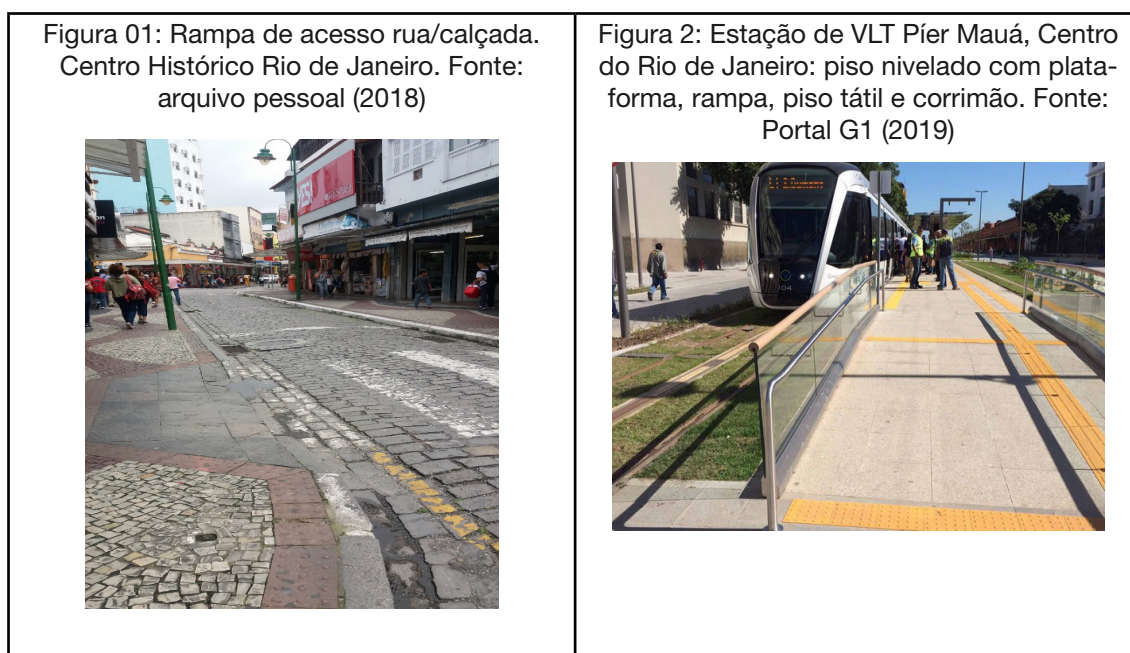 Figura 01: Rampa de acesso rua/calçada.
Centro Histórico Rio de Janeiro. Fonte:
arquivo pessoal (2018)
Figura 2: Estação de VLT Píer Mauá, Centro
do Rio de Janeiro: piso nivelado com plata-
forma, rampa, piso tátil e corrimão. Fonte:
Portal G1 (2019)